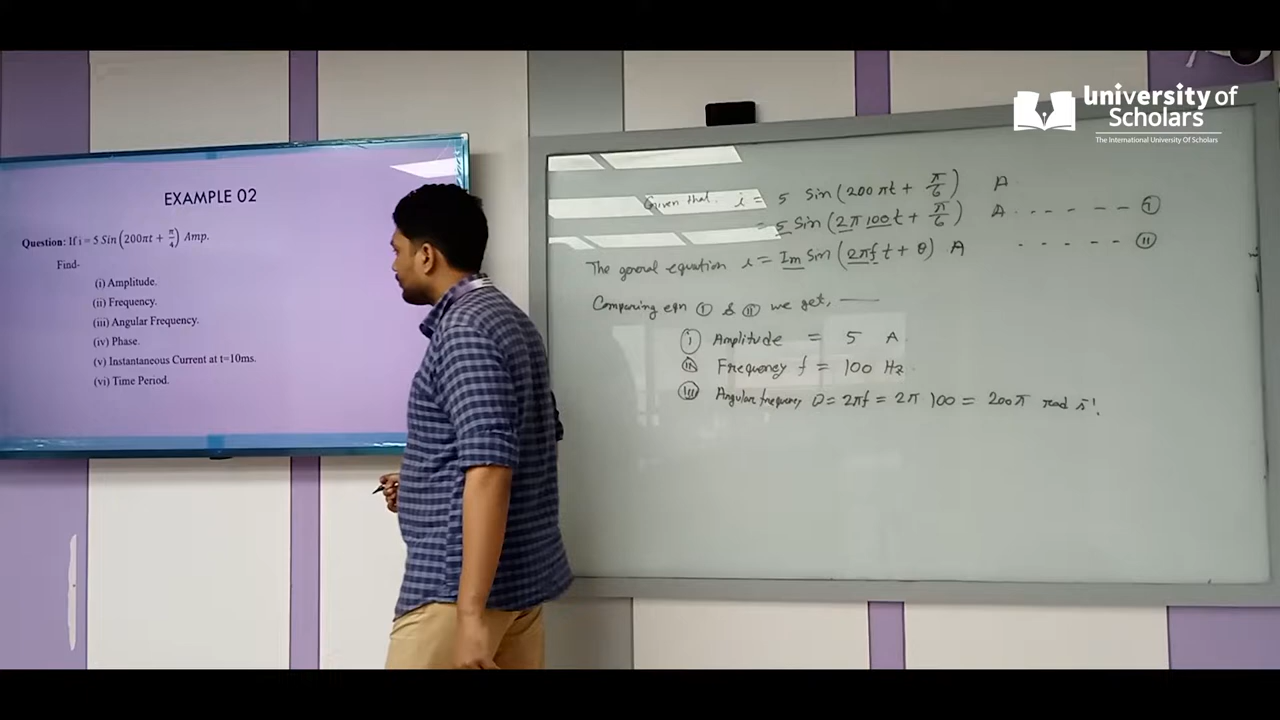 University of
Scholars
The International University Of Scholars
EXAMPLE 02
Question: If i = 5 Sin(200πt + π/4) Amp.
Find-
(i) Amplitude.
(ii) Frequency.
(iii) Angular Frequency.
(iv) Phase.
(v) Instantaneous Current at t=10ms.
(vi) Time Period.
Given that. i = 5 Sin(200πt + π/6) A
= 5 Sin(2π 100t + π/6) A - - - - - - (i)
The general equation i = Im Sin(2πf t + θ) A - - - - - - (ii)
Comparing eqn (i) & (ii) we get, —
(i) Amplitude = 5 A.
(ii) Frequency f = 100 Hz.
(iii) Angular frequency ω = 2πf = 2π 100 = 200π rad s⁻¹.